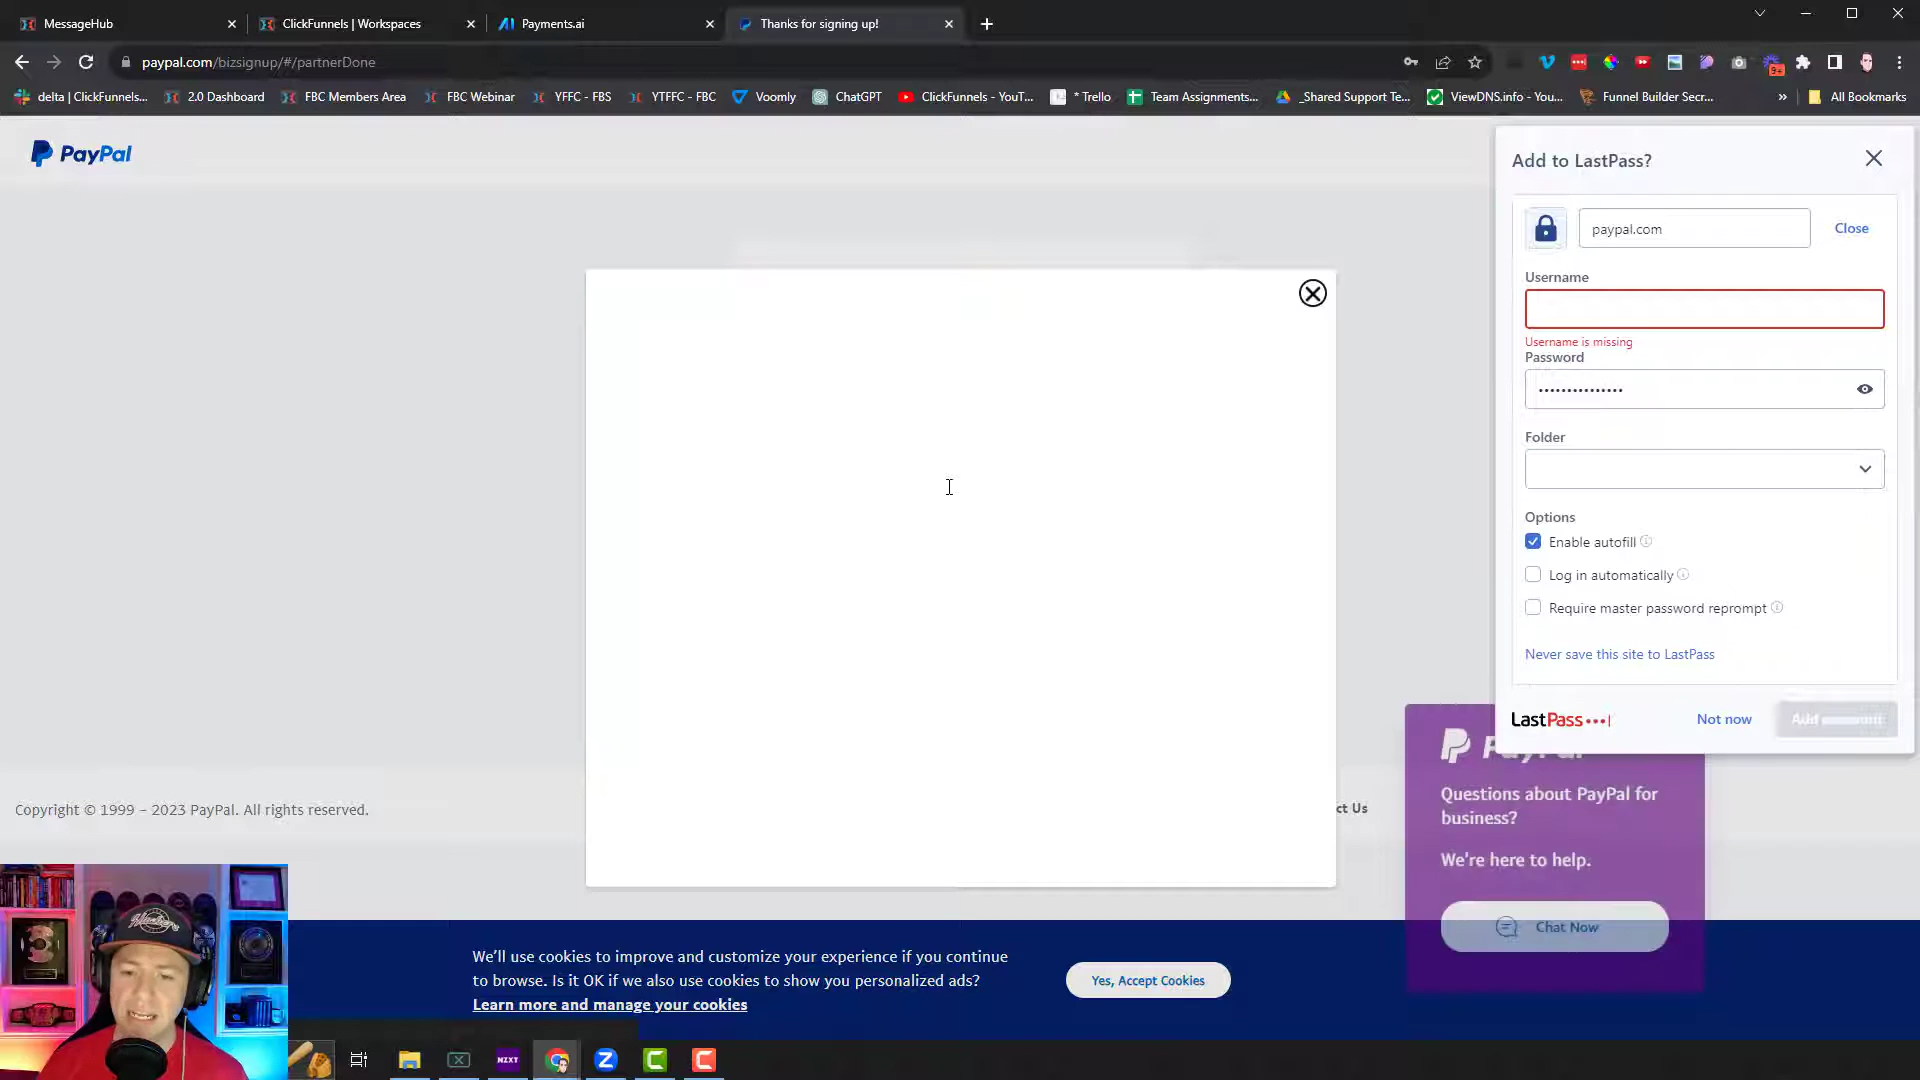 MessageHub
ClickFunnels | Workspaces
Payments.ai
Thanks for signing up!
paypal.com/bizsignup/#/partnerDone
9+
delta | ClickFunnels...
2.0 Dashboard
FBC Members Area
FBC Webinar
YFFC - FBS
YTFFC - FBC
Voomly
ChatGPT
ClickFunnels - YouT...
* Trello
Team Assignments...
_Shared Support Te...
ViewDNS.info - You...
Funnel Builder Secr...
»
All Bookmarks
PayPal
Add to LastPass?
paypal.com
Close
Username
Username is missing
Password
Folder
Options
Enable autofill
Log in automatically
Require master password reprompt
Never save this site to LastPass
LastPass
Not now
Add account
Questions about PayPal for
business?
We're here to help.
Chat Now
Copyright © 1999 – 2023 PayPal. All rights reserved.
ct Us
We'll use cookies to improve and customize your experience if you continue
to browse. Is it OK if we also use cookies to show you personalized ads?
Learn more and manage your cookies
Yes, Accept Cookies
NZXT